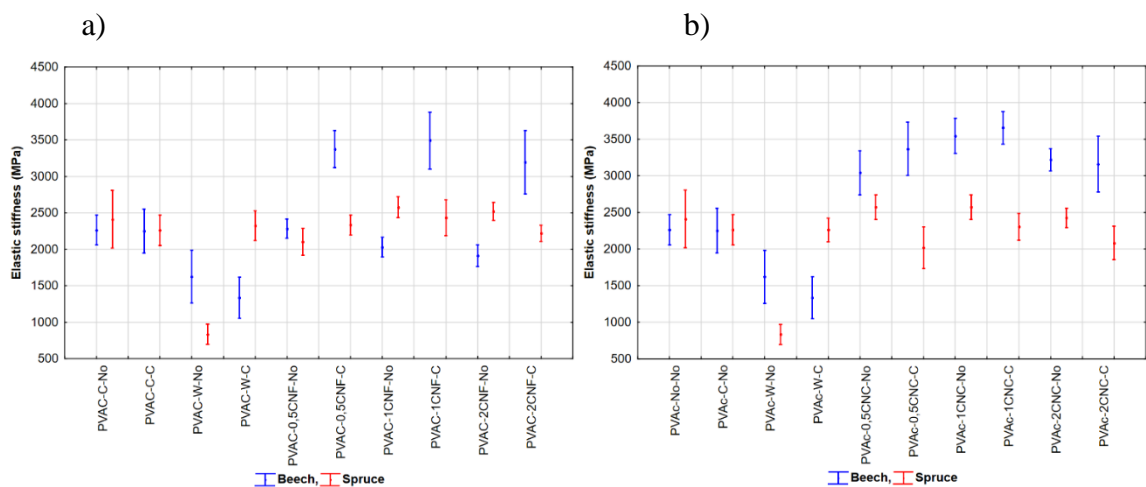 a)
4500
4000
3500
3000
2500
2000
1500
1000
500
Elastic stiffness (MPa)
PVAC-C-No
PVAC-C-C
PVAC-W-No
PVAC-W-C
PVAC-0,5CNF-No
PVAC-0,5CNF-C
PVAC-1CNF-No
PVAC-1CNF-C
PVAC-2CNF-No
PVAC-2CNF-C
Beech, Spruce
b)
4500
4000
3500
3000
2500
2000
1500
1000
500
Elastic stiffness (MPa)
PVAc-No-No
PVAc-C-No
PVAc-W-No
PVAc-W-C
PVAc-0.5CNC-No
PVAc-0.5CNC-C
PVAc-1CNC-No
PVAc-1CNC-C
PVAc-2CNC-No
PVAc-2CNC-C
Beech, Spruce